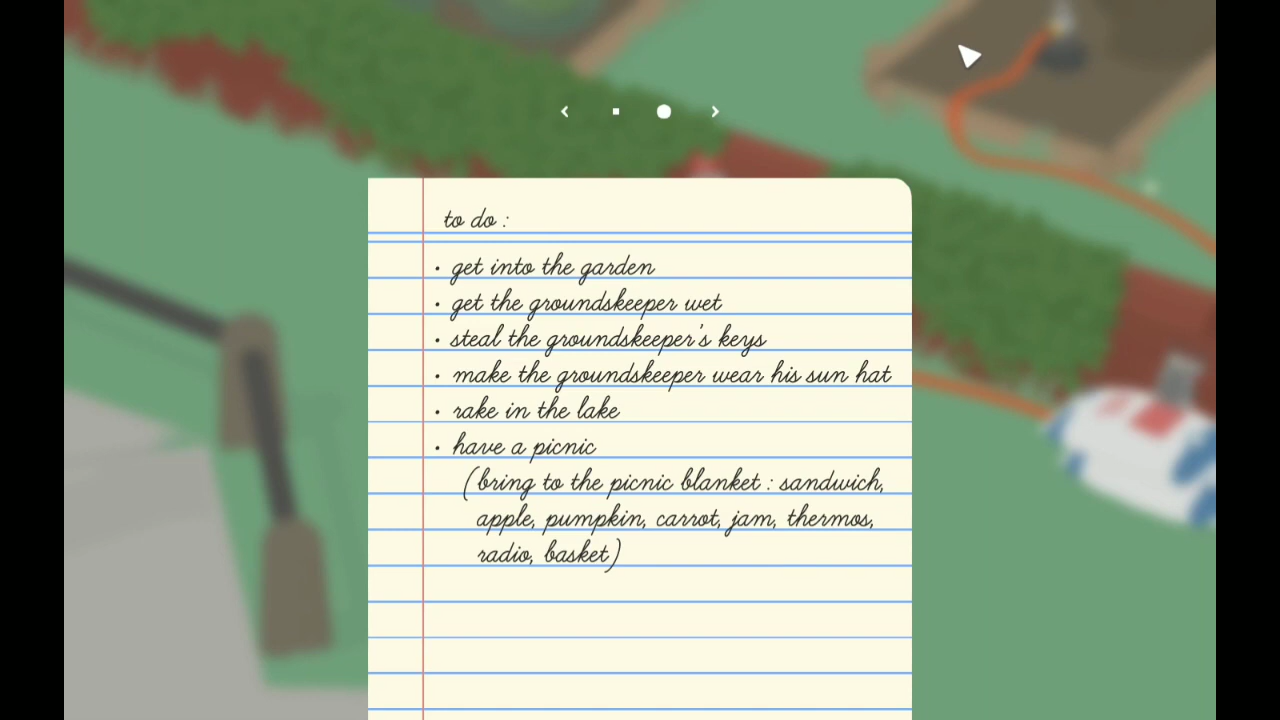 to do :
• get into the garden
• get the groundskeeper wet
• steal the groundskeeper's keys
• make the groundskeeper wear his sun hat
• rake in the lake
• have a picnic
(bring to the picnic blanket : sandwich,
apple, pumpkin, carrot, jam, thermos,
radio, basket)